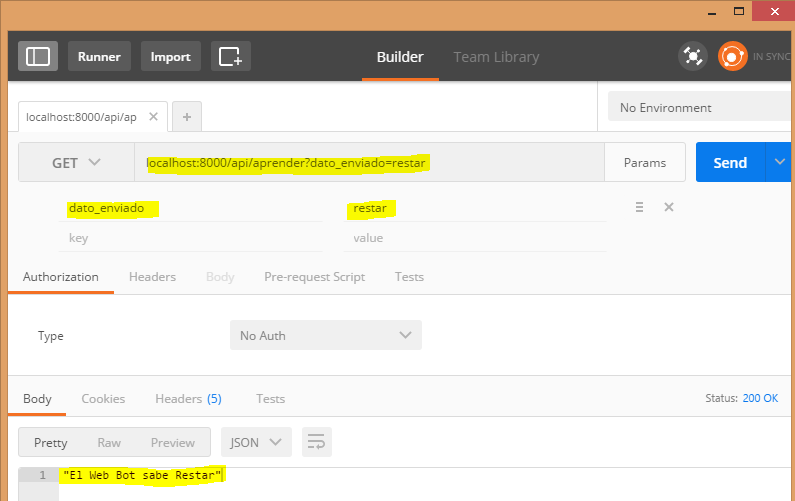 Runner Import Builder Team Library IN SYNC
localhost:8000/api/ap No Environment
GET localhost:8000/api/aprender?dato_enviado=restar Params Send
dato_enviado restar
key value
Authorization Headers Body Pre-request Script Tests
Type No Auth
Body Cookies Headers (5) Tests Status: 200 OK
Pretty Raw Preview JSON
1 "El Web Bot sabe Restar"